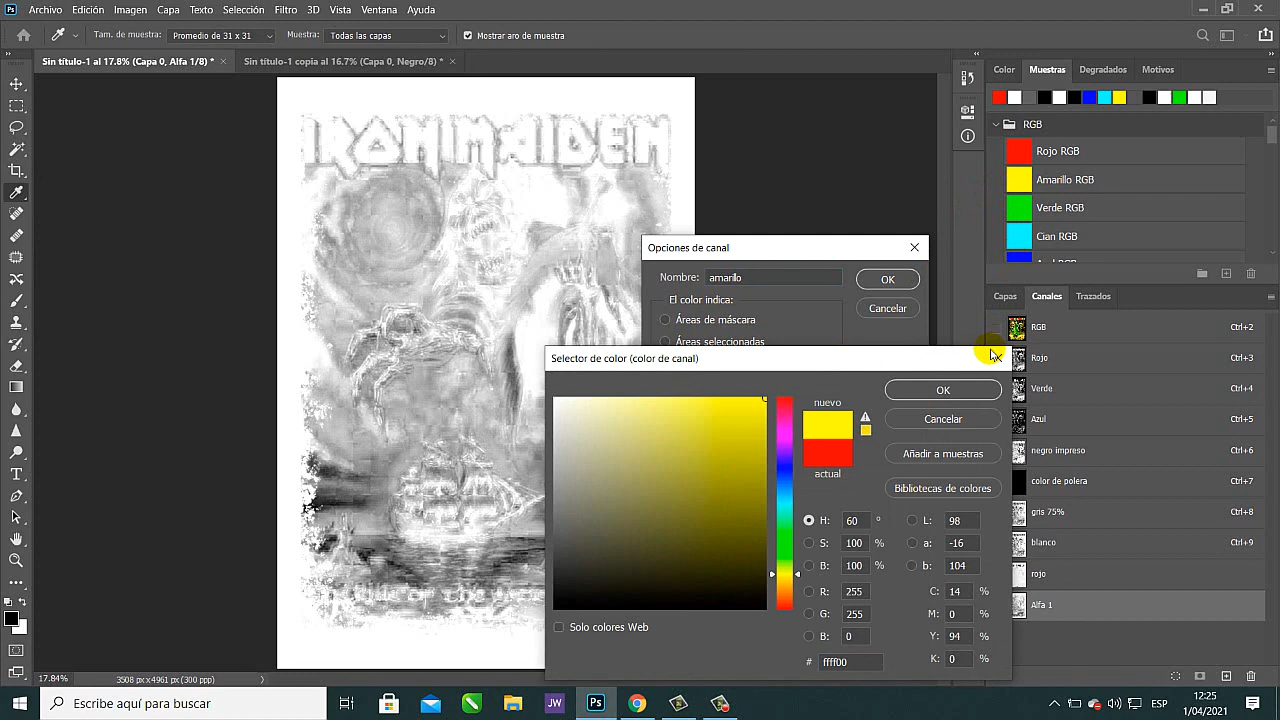 Ps Archivo Edición Imagen Capa Texto Selección Filtro 3D Vista Ventana Ayuda
Tam. de muestra: Promedio de 31 x 31 Muestra: Todas las capas Mostrar aro de muestra
Sin título-1 al 17.8% (Capa 0, Alfa 1/8) * × Sin título-1 copia al 16.7% (Capa 0, Negro/8) * ×
Color Muestras Degradados Motivos
RGB
Rojo RGB
Amarillo RGB
Verde RGB
Cian RGB
IRON MAIDEN
Opciones de canal
Nombre: amarillo
OK
El color indica:
Cancelar
Áreas de máscara
Áreas seleccionadas
Capas Canales Trazados
RGB Ctrl+2
Rojo Ctrl+3
Verde Ctrl+4
Azul Ctrl+5
negro impreso Ctrl+6
color de polera Ctrl+7
gris 75% Ctrl+8
blanco Ctrl+9
rojo
Alfa 1
Selector de color (color de canal)
nuevo
actual
OK
Cancelar
Añadir a muestras
Bibliotecas de colores
H: 60 ° L: 98
S: 100 % a: -16
B: 100 % b: 104
R: 255 C: 14 %
G: 255 M: 0 %
B: 0 Y: 94 %
# ffff00 K: 0 %
Solo colores Web
17.84% 3508 px x 4961 px (300 ppp)
Escribe aquí para buscar
JW
Ps
ESP
12:25
1/04/2021